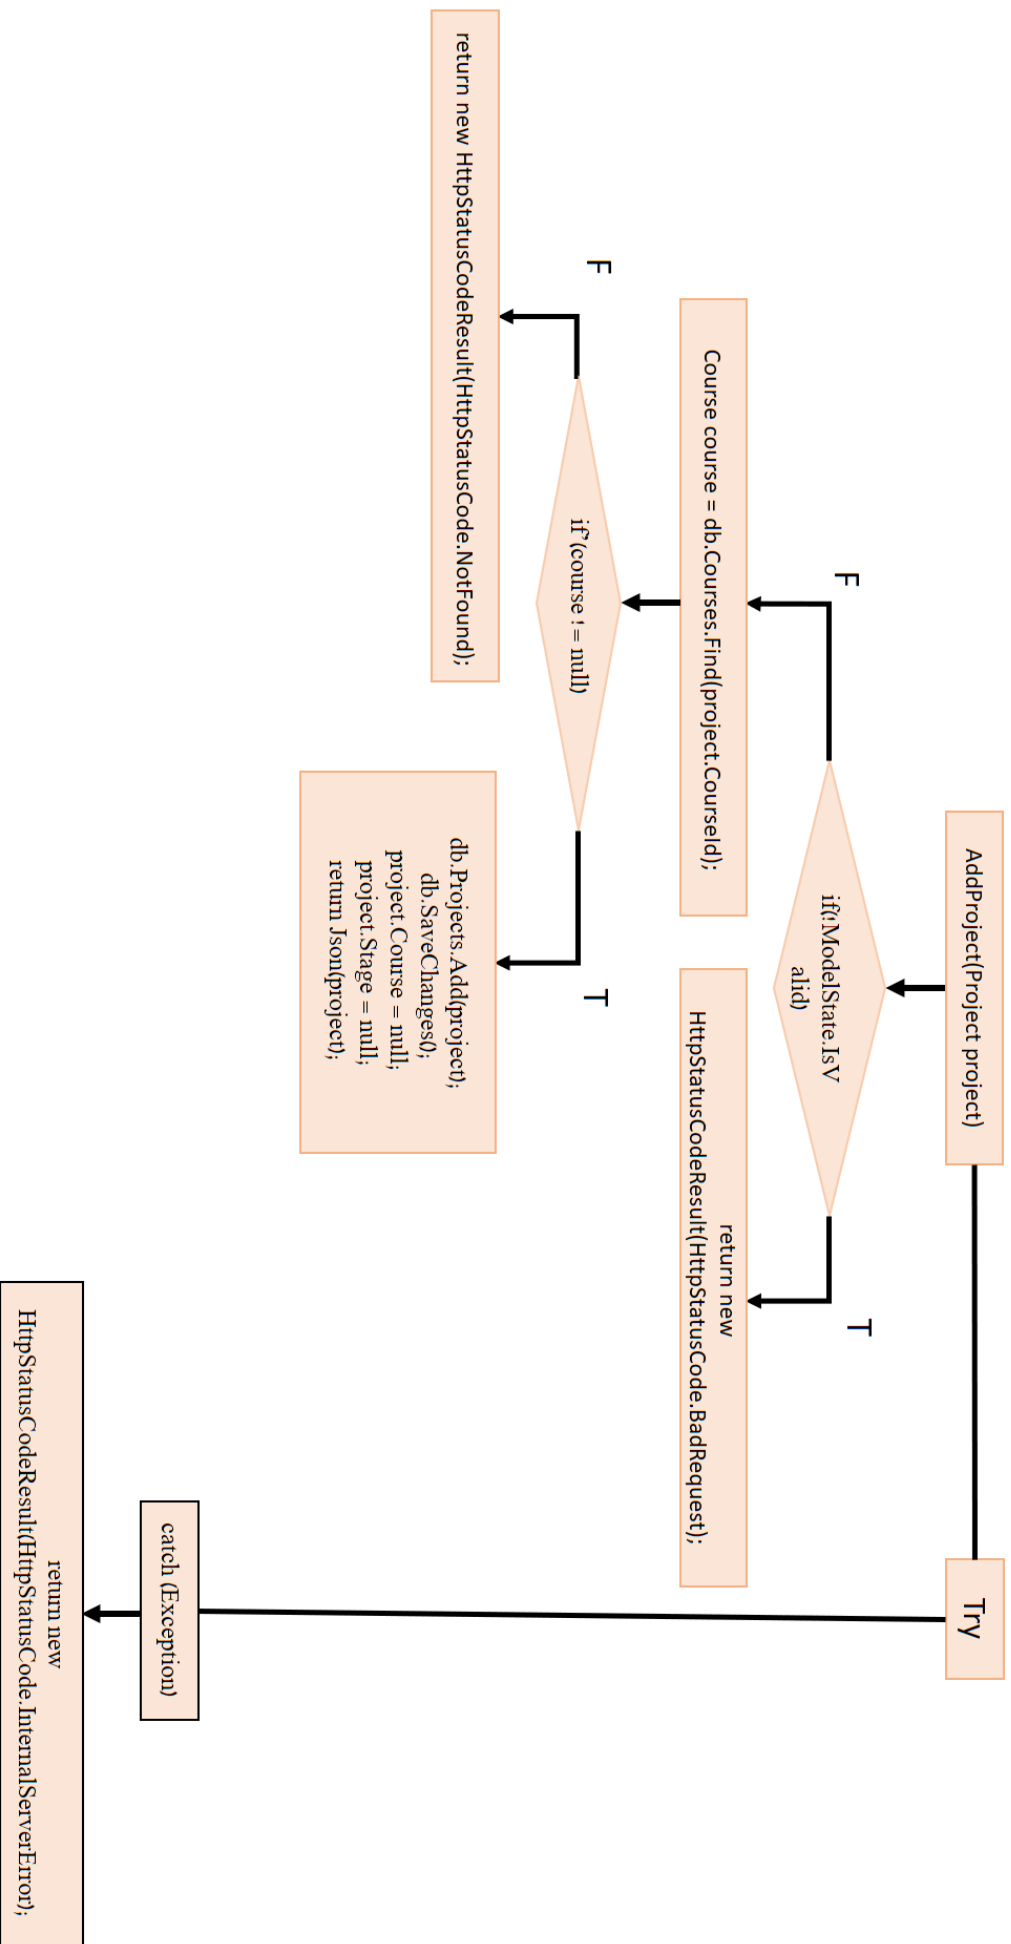 AddProject(Project project)
Try
if(!ModelState.IsV
alid)
F
T
Course course = db.Courses.Find(project.CourseId);
return new
HttpStatusCodeResult(HttpStatusCode.BadRequest);
if’(course != null)
F
T
return new HttpStatusCodeResult(HttpStatusCode.NotFound);
db.Projects.Add(project);
db.SaveChanges();
project.Course = null;
project.Stage = null;
return Json(project);
catch (Exception)
return new
HttpStatusCodeResult(HttpStatusCode.InternalServerError);